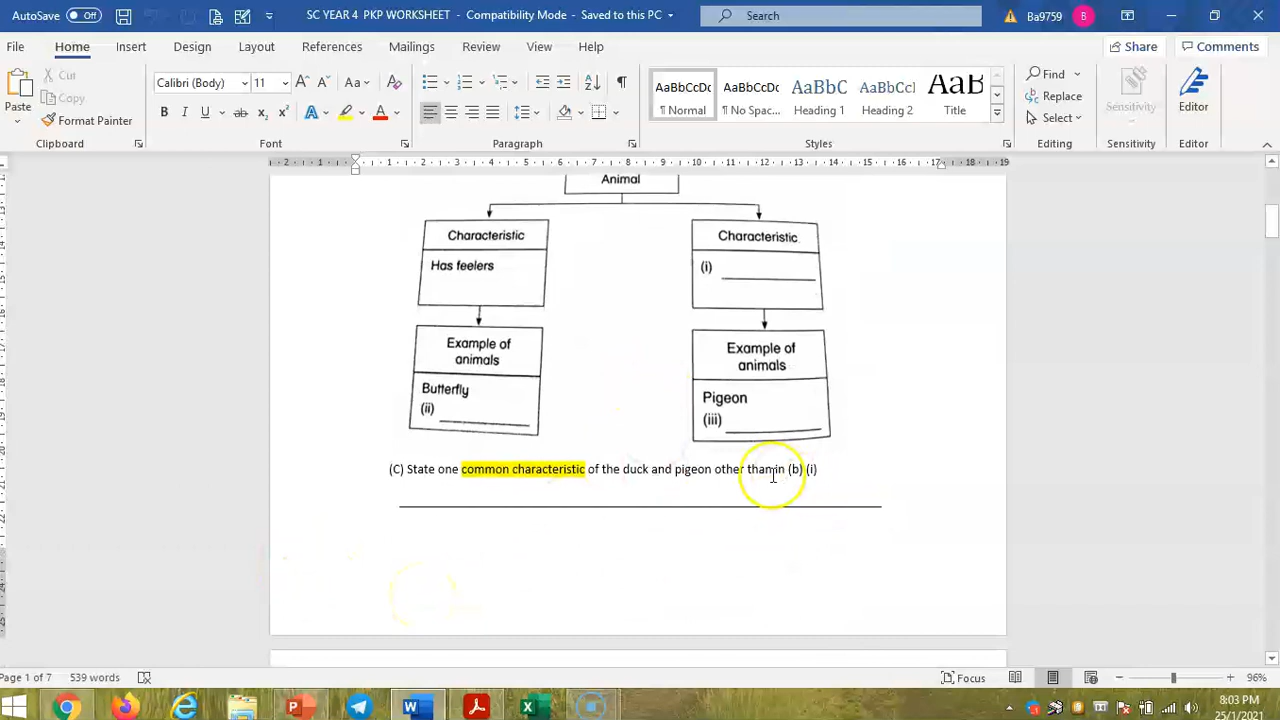 AutoSave Off SC YEAR 4 PKP WORKSHEET - Compatibility Mode - Saved to this PC Search Ba9759 B
File Home Insert Design Layout References Mailings Review View Help Share Comments
Paste Cut Copy Format Painter
Calibri (Body) 11
AaBbCcDc AaBbCcDc AaBbC AaBbCc AaB
Normal No Spac... Heading 1 Heading 2 Title
Find Replace Select
Sensitivity Editor
Clipboard Font Paragraph Styles Editing Sensitivity Editor
Animal
Characteristic Characteristic
Has feelers (i)
Example of animals Example of animals
Butterfly Pigeon
(ii) (iii)
(C) State one common characteristic of the duck and pigeon other than in (b) (i)
Page 1 of 7 539 words Focus 96%
8:03 PM
25/1/2021